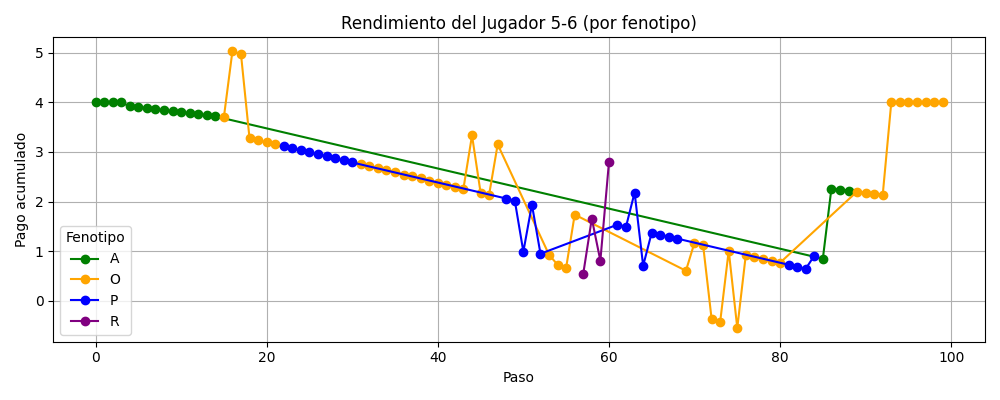 Rendimiento del Jugador 5-6 (por fenotipo)
Pago acumulado
5
4
3
2
1
0
Fenotipo
A
O
P
R
0 20 40 60 80 100
Paso